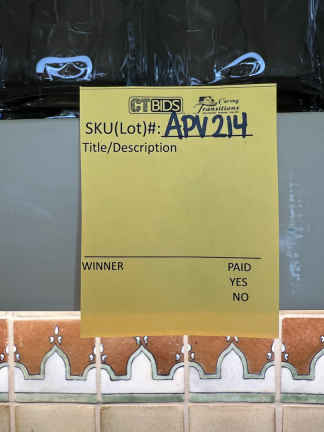 CTBIDS Caring Transitions
SKU(Lot)#: APV214
Title/Description
WINNER PAID
YES
NO